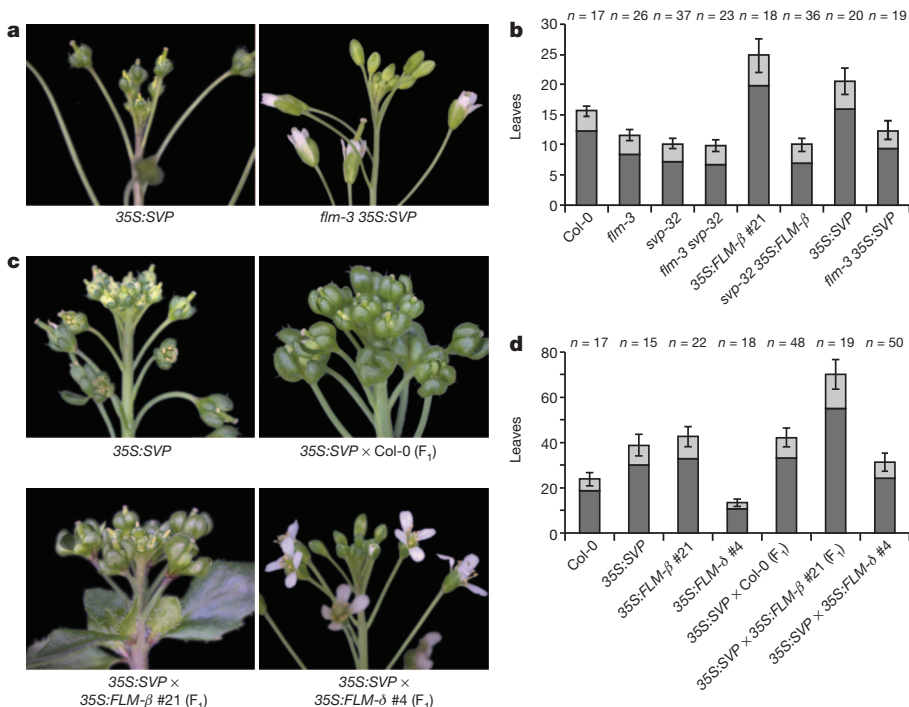 a
35S:SVP
flm-3 35S:SVP
b
n = 17 n = 26 n = 37 n = 23 n = 18 n = 36 n = 20 n = 19
30
25
20
15
10
5
0
Leaves
Col-0
flm-3
svp-32
flm-3 svp-32
35S:FLM-β #21
svp-32 35S:FLM-β
35S:SVP
flm-3 35S:SVP
c
35S:SVP
35S:SVP × Col-0 (F₁)
35S:SVP ×
35S:FLM-β #21 (F₁)
35S:SVP ×
35S:FLM-δ #4 (F₁)
d
n = 17 n = 15 n = 22 n = 18 n = 48 n = 19 n = 50
80
60
40
20
0
Leaves
Col-0
35S:SVP
35S:FLM-β #21
35S:FLM-δ #4
35S:SVP × Col-0 (F₁)
35S:SVP × 35S:FLM-β #21 (F₁)
35S:SVP × 35S:FLM-δ #4